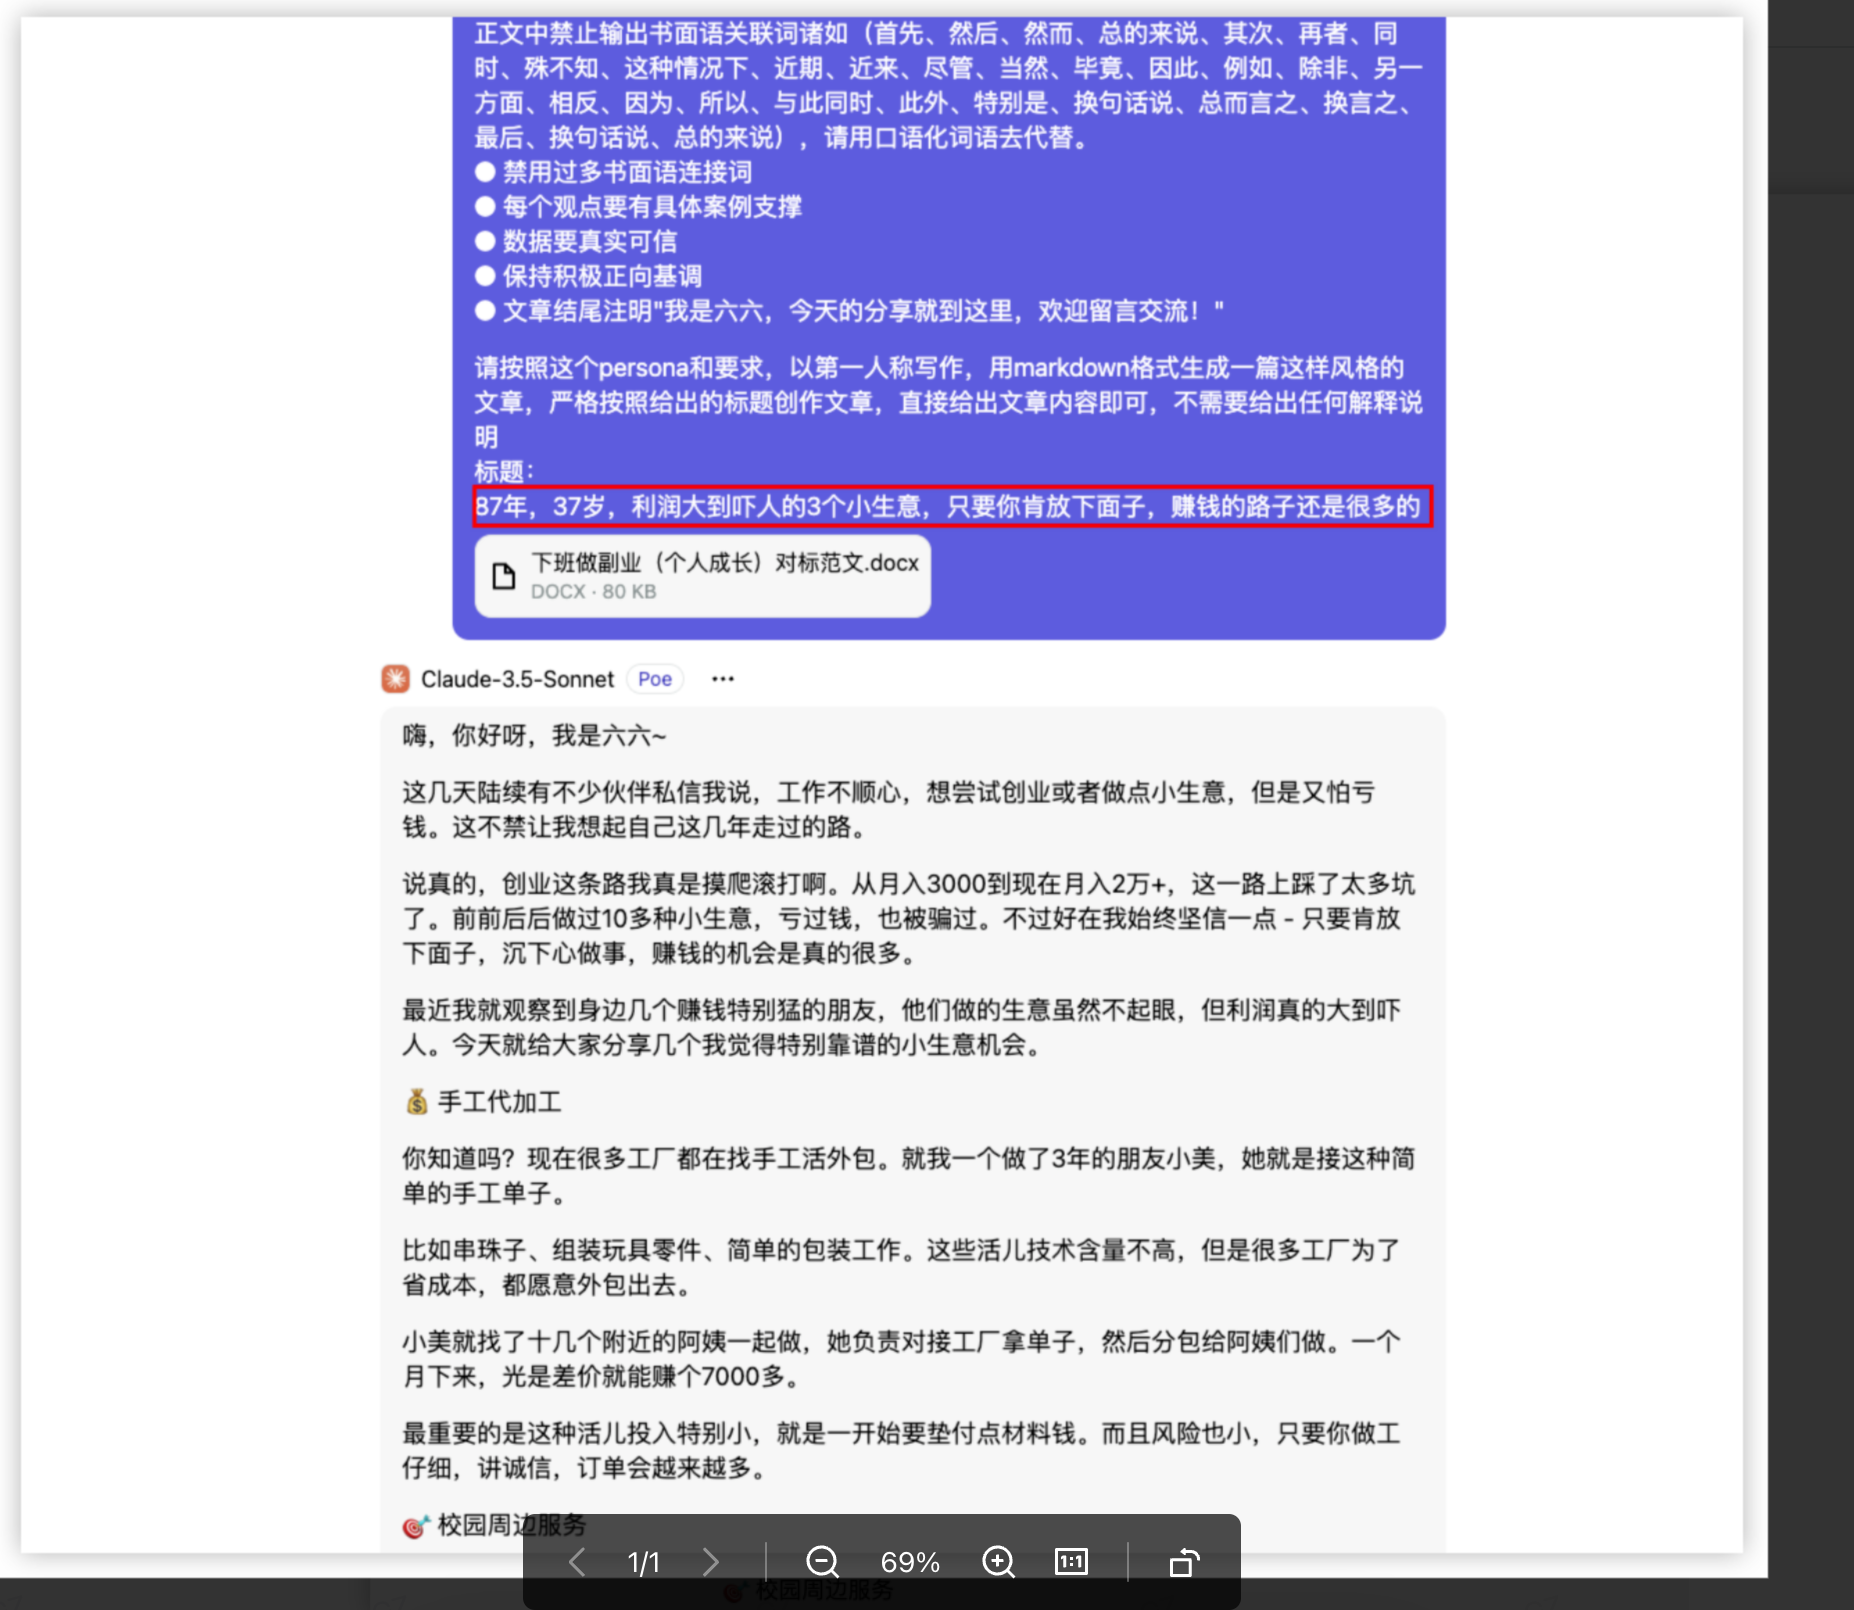 正文中禁止输出书面语关联词诸如（首先、然后、然而、总的来说、其次、再者、同
时、殊不知、这种情况下、近期、近来、尽管、当然、毕竟、因此、例如、除非、另一
方面、相反、因为、所以、与此同时、此外、特别是、换句话说、总而言之、换言之、
最后、换句话说、总的来说），请用口语化词语去代替。
● 禁用过多书面语连接词
● 每个观点要有具体案例支撑
● 数据要真实可信
● 保持积极正向基调
● 文章结尾注明"我是六六，今天的分享就到这里，欢迎留言交流！"
请按照这个persona和要求，以第一人称写作，用markdown格式生成一篇这样风格的
文章，严格按照给出的标题创作文章，直接给出文章内容即可，不需要给出任何解释说
明
标题：
87年，37岁，利润大到吓人的3个小生意，只要你肯放下面子，赚钱的路子还是很多的
下班做副业（个人成长）对标范文.docx
DOCX · 80 KB
Claude-3.5-Sonnet Poe ···
嗨，你好呀，我是六六~
这几天陆续有不少伙伴私信我说，工作不顺心，想尝试创业或者做点小生意，但是又怕亏
钱。这不禁让我想起自己这几年走过的路。
说真的，创业这条路我真是摸爬滚打啊。从月入3000到现在月入2万+，这一路上踩了太多坑
了。前前后后做过10多种小生意，亏过钱，也被骗过。不过好在我始终坚信一点 - 只要肯放
下面子，沉下心做事，赚钱的机会是真的很多。
最近我就观察到身边几个赚钱特别猛的朋友，他们做的生意虽然不起眼，但利润真的大到吓
人。今天就给大家分享几个我觉得特别靠谱的小生意机会。
💰 手工代加工
你知道吗？现在很多工厂都在找手工活外包。就我一个做了3年的朋友小美，她就是接这种简
单的手工单子。
比如串珠子、组装玩具零件、简单的包装工作。这些活儿技术含量不高，但是很多工厂为了
省成本，都愿意外包出去。
小美就找了十几个附近的阿姨一起做，她负责对接工厂拿单子，然后分包给阿姨们做。一个
月下来，光是差价就能赚个7000多。
最重要的是这种活儿投入特别小，就是一开始要垫付点材料钱。而且风险也小，只要你做工
仔细，讲诚信，订单会越来越多。
🎯 校园周边服务
1/1 69% 1:1
🎯 校园周边服务